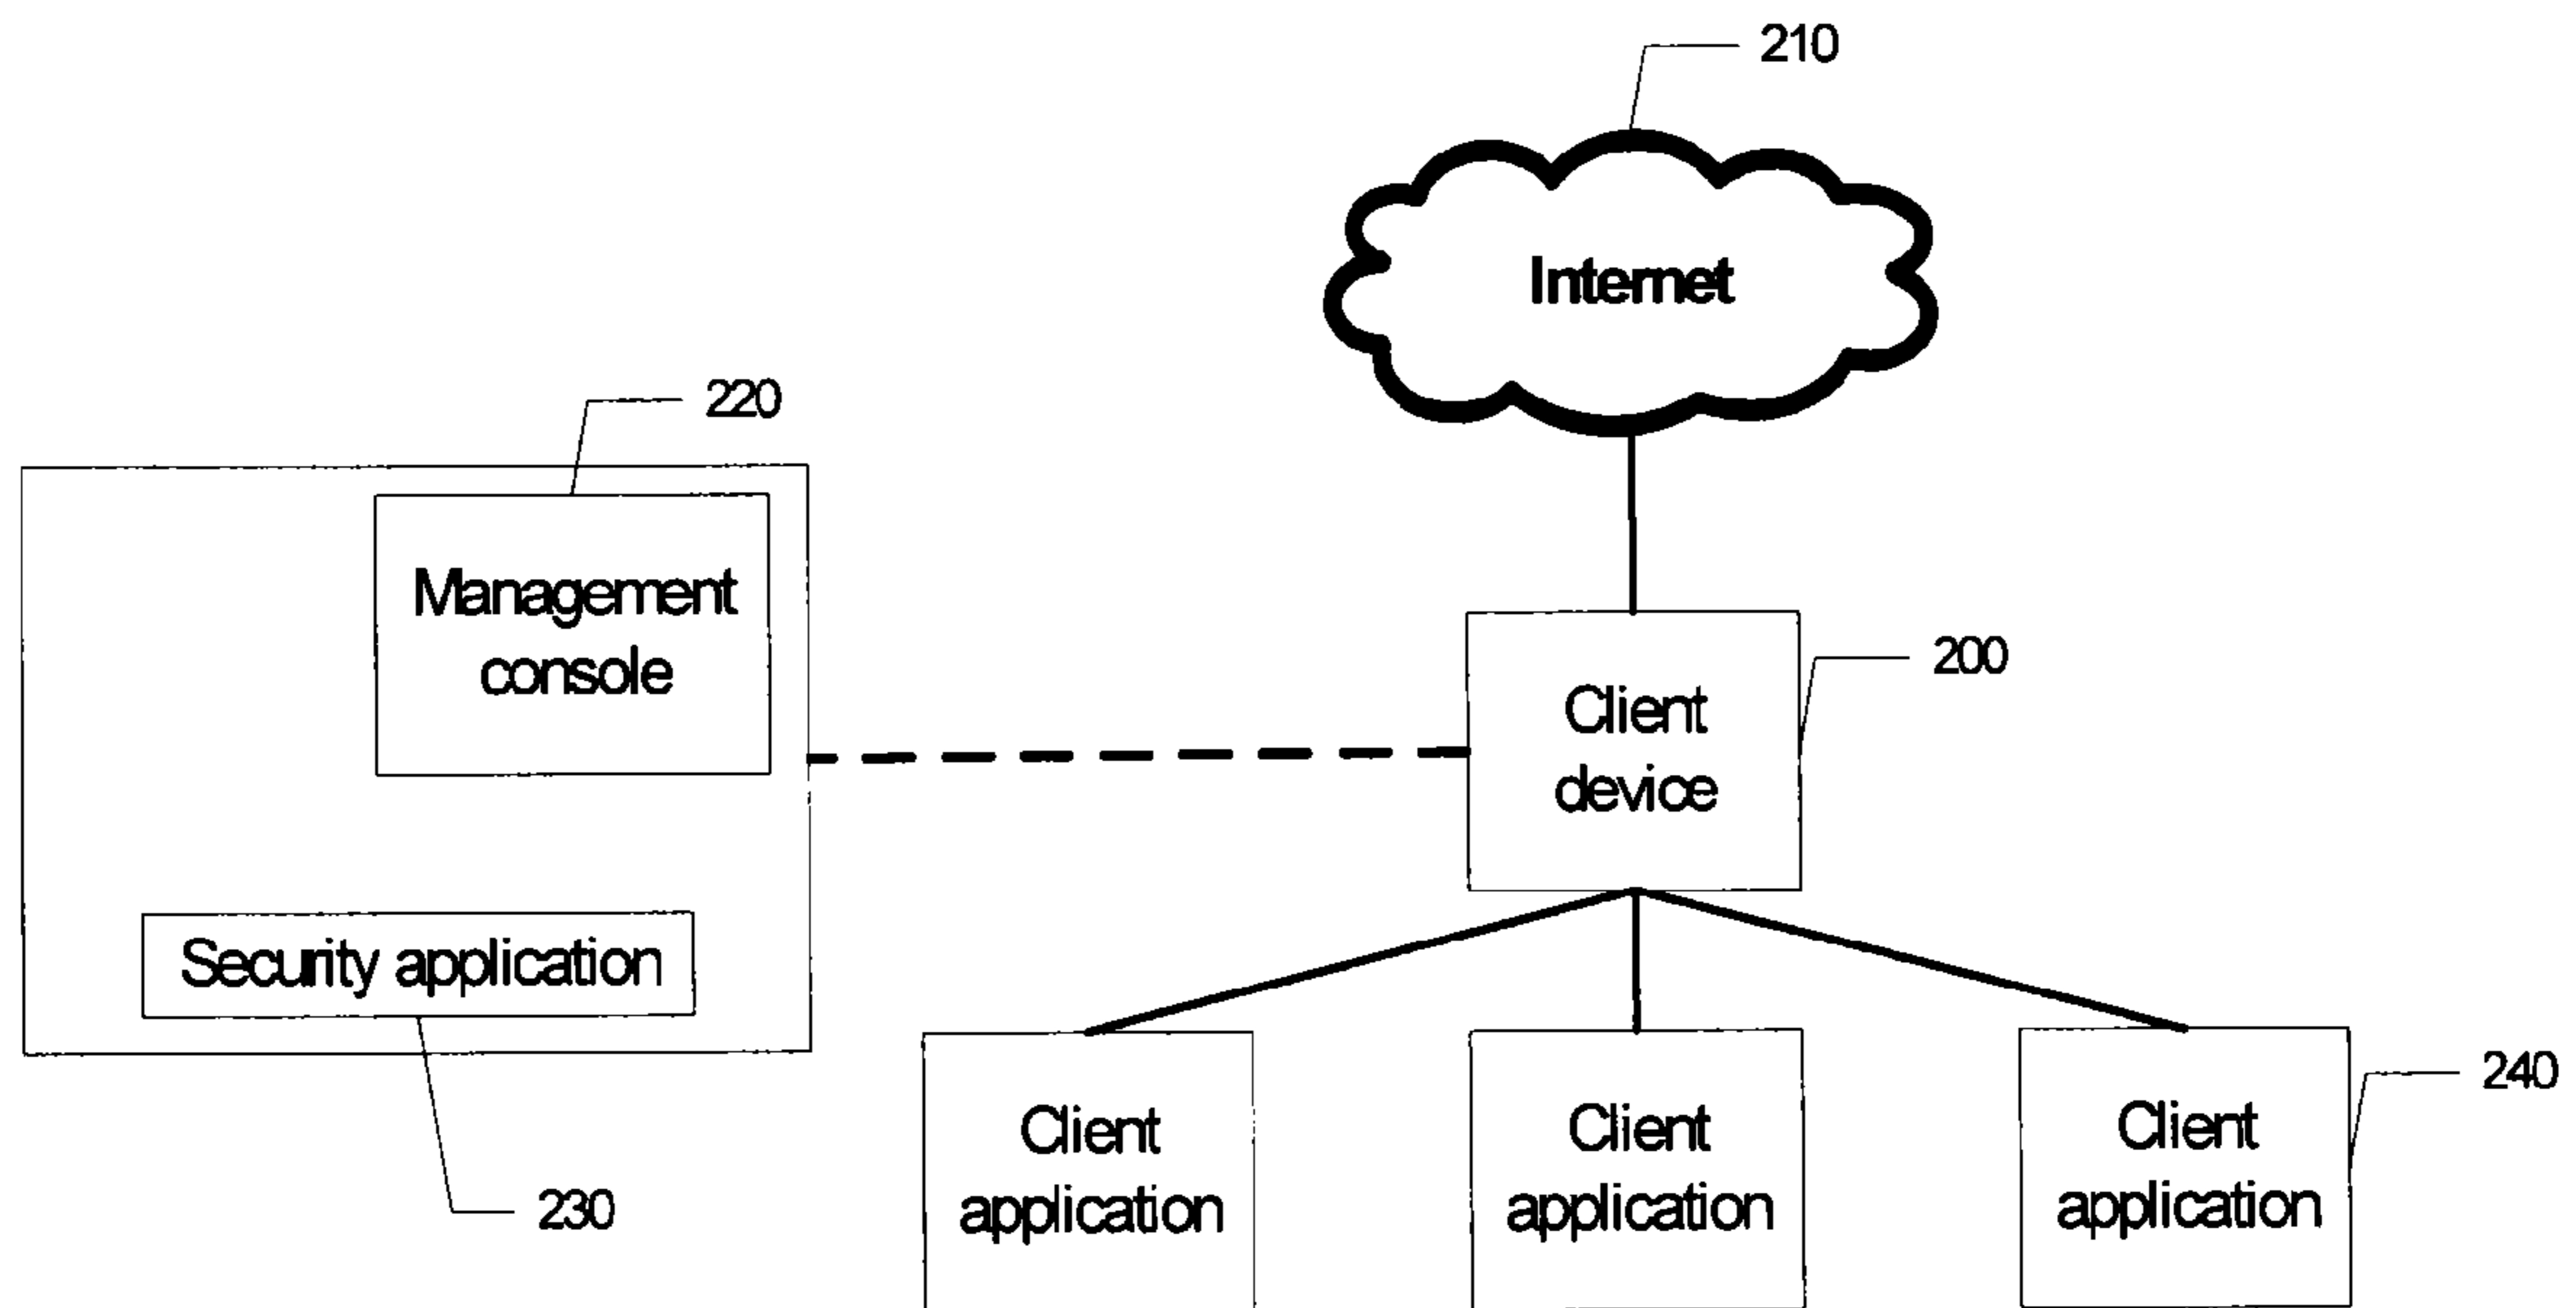 210
Internet
220
Management
console
200
Client
device
Security application
230
Client
application
Client
application
Client
application
240